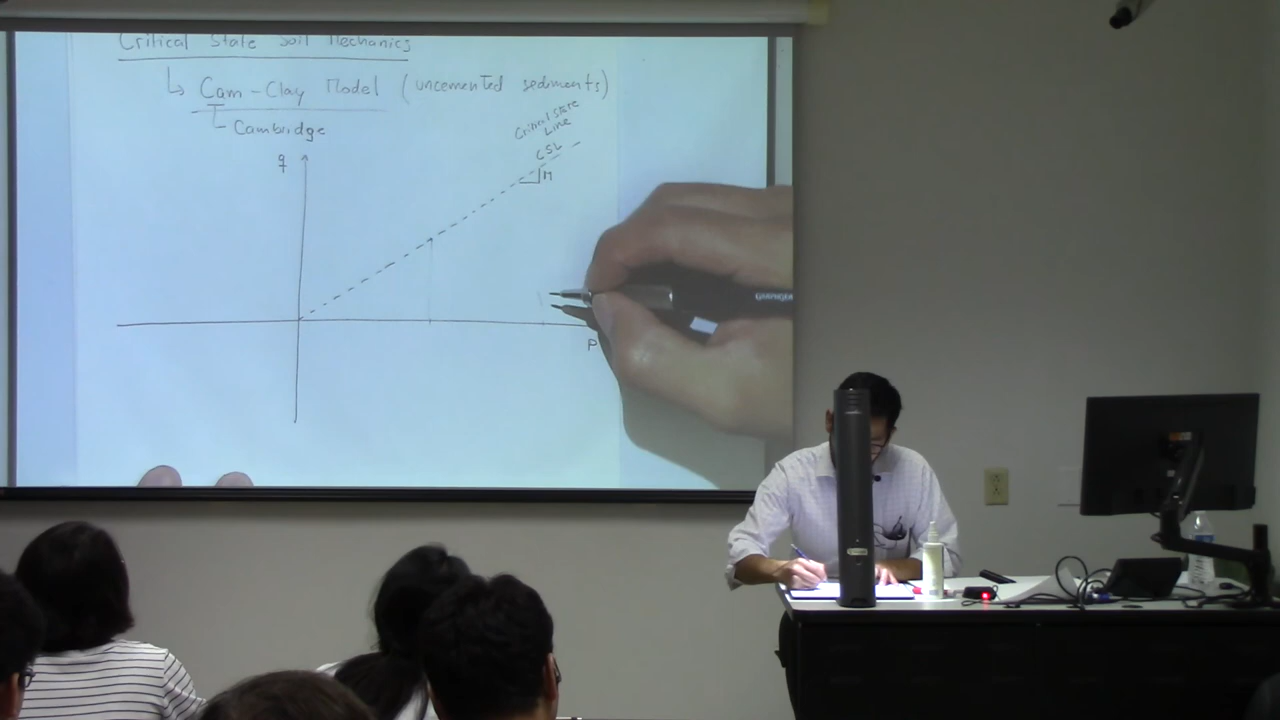 Critical State Soil Mechanics
↳ Cam-Clay Model (uncemented sediments)
Cambridge
Critical State
Line
CSL
q
M
P